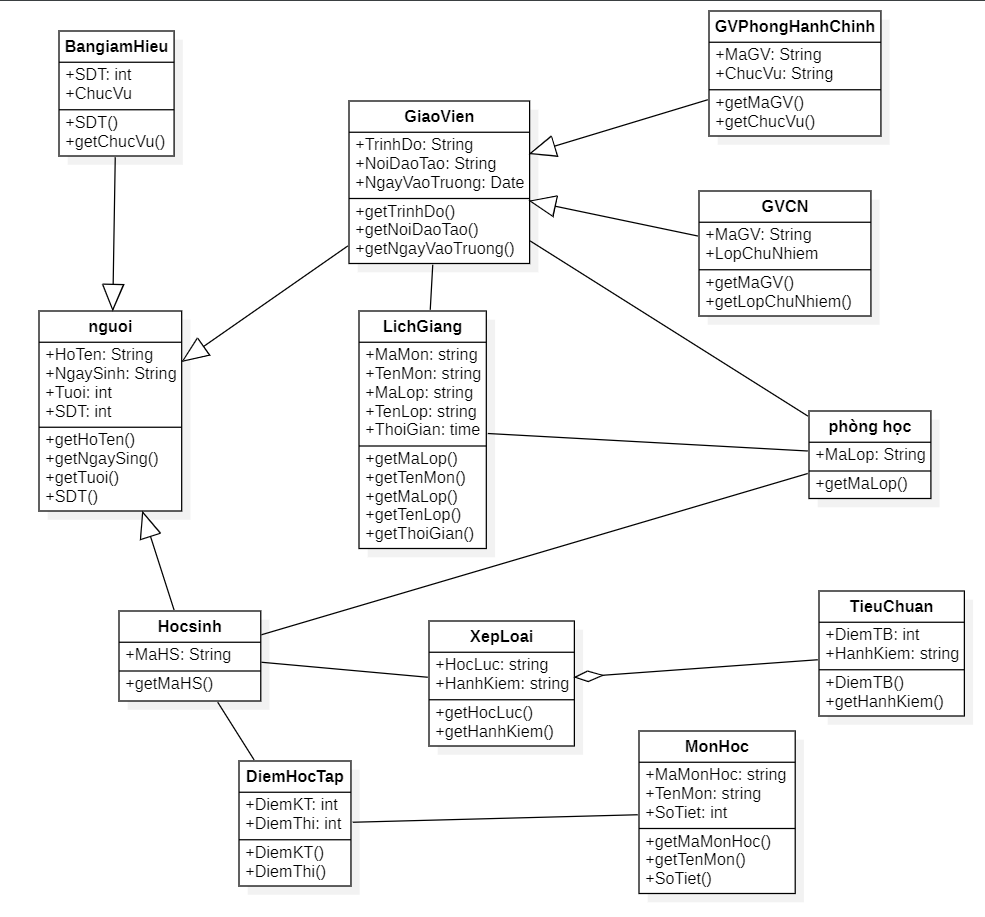 BangiamHieu
+SDT: int
+ChucVu
+SDT()
+getChucVu()
GiaoVien
+TrinhDo: String
+NoiDaoTao: String
+NgayVaoTruong: Date
+getTrinhDo()
+getNoiDaoTao()
+getNgayVaoTruong()
GVPhongHanhChinh
+MaGV: String
+ChucVu: String
+getMaGV()
+getChucVu()
GVCN
+MaGV: String
+LopChuNhiem
+getMaGV()
+getLopChuNhiem()
nguoi
+HoTen: String
+NgaySinh: String
+Tuoi: int
+SDT: int
+getHoTen()
+getNgaySing()
+getTuoi()
+SDT()
LichGiang
+MaMon: string
+TenMon: string
+MaLop: string
+TenLop: string
+ThoiGian: time
+getMaLop()
+getTenMon()
+getMaLop()
+getTenLop()
+getThoiGian()
phòng học
+MaLop: String
+getMaLop()
Hocsinh
+MaHS: String
+getMaHS()
XepLoai
+HocLuc: string
+HanhKiem: string
+getHocLuc()
+getHanhKiem()
TieuChuan
+DiemTB: int
+HanhKiem: string
+DiemTB()
+getHanhKiem()
DiemHocTap
+DiemKT: int
+DiemThi: int
+DiemKT()
+DiemThi()
MonHoc
+MaMonHoc: string
+TenMon: string
+SoTiet: int
+getMaMonHoc()
+getTenMon()
+SoTiet()